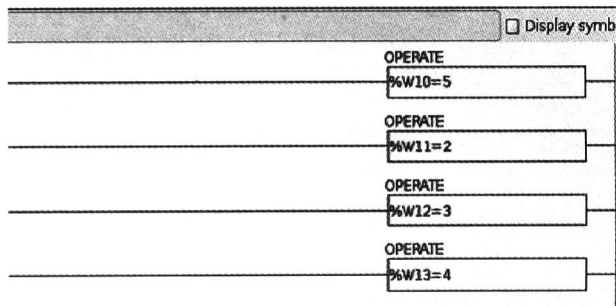 Display symb
OPERATE
%W10=5
OPERATE
%W11=2
OPERATE
%W12=3
OPERATE
%W13=4